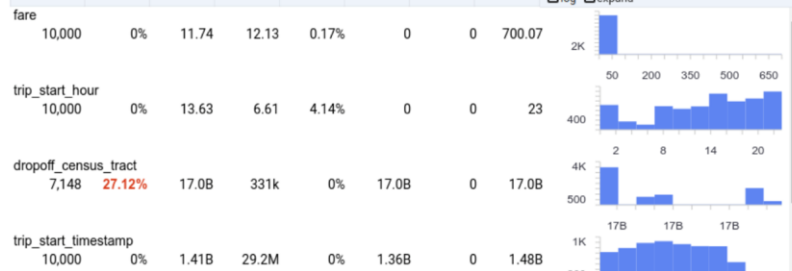 log expand
fare
10,000 0% 11.74 12.13 0.17% 0 0 700.07
2K
50 200 350 500 650
trip_start_hour
10,000 0% 13.63 6.61 4.14% 0 0 23
400
2 8 14 20
dropoff_census_tract
7,148 27.12% 17.0B 331k 0% 17.0B 0 17.0B
4K
500
17B 17B 17B
trip_start_timestamp
10,000 0% 1.41B 29.2M 0% 1.36B 0 1.48B
1K